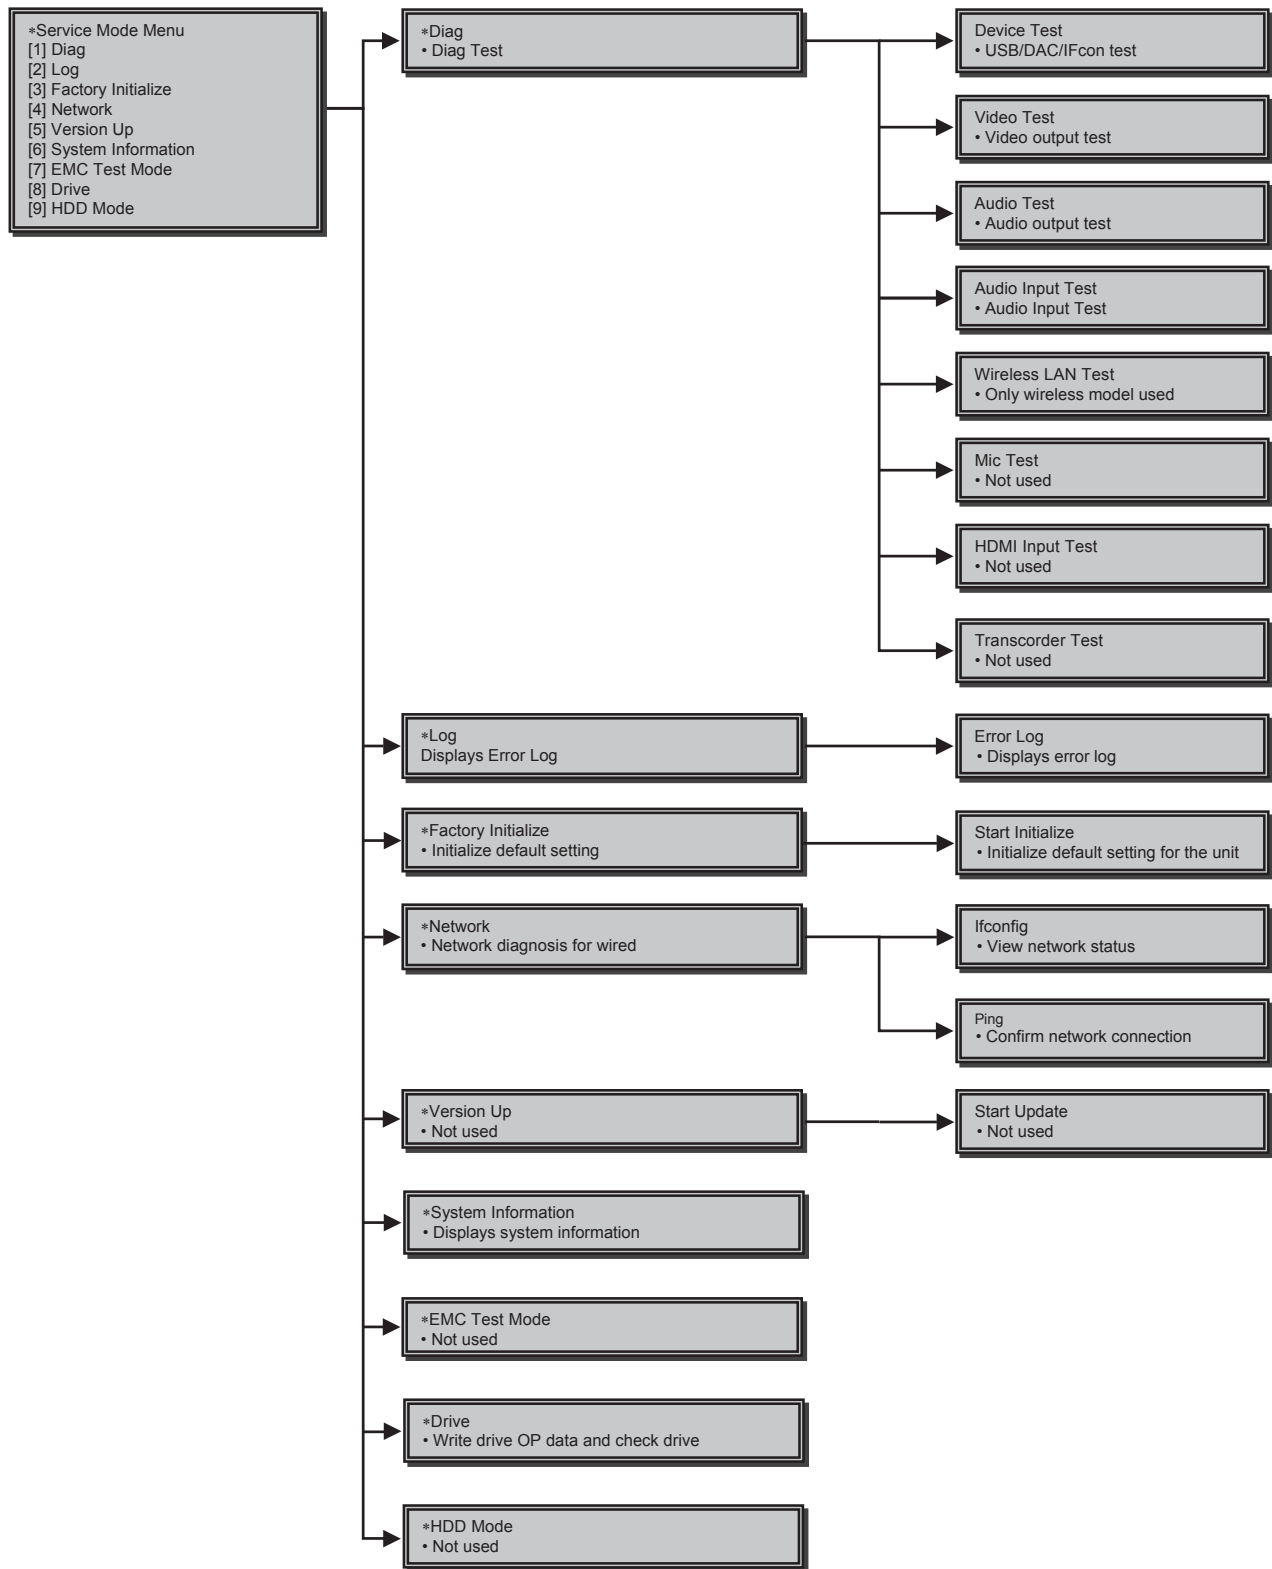 ∗Service Mode Menu
[1] Diag
[2] Log
[3] Factory Initialize
[4] Network
[5] Version Up
[6] System Information
[7] EMC Test Mode
[8] Drive
[9] HDD Mode
∗Diag
• Diag Test
Device Test
• USB/DAC/IFcon test
Video Test
• Video output test
Audio Test
• Audio output test
Audio Input Test
• Audio Input Test
Wireless LAN Test
• Only wireless model used
Mic Test
• Not used
HDMI Input Test
• Not used
Transcorder Test
• Not used
∗Log
Displays Error Log
Error Log
• Displays error log
∗Factory Initialize
• Initialize default setting
Start Initialize
• Initialize default setting for the unit
∗Network
• Network diagnosis for wired
Ifconfig
• View network status
Ping
• Confirm network connection
∗Version Up
• Not used
Start Update
• Not used
∗System Information
• Displays system information
∗EMC Test Mode
• Not used
∗Drive
• Write drive OP data and check drive
∗HDD Mode
• Not used